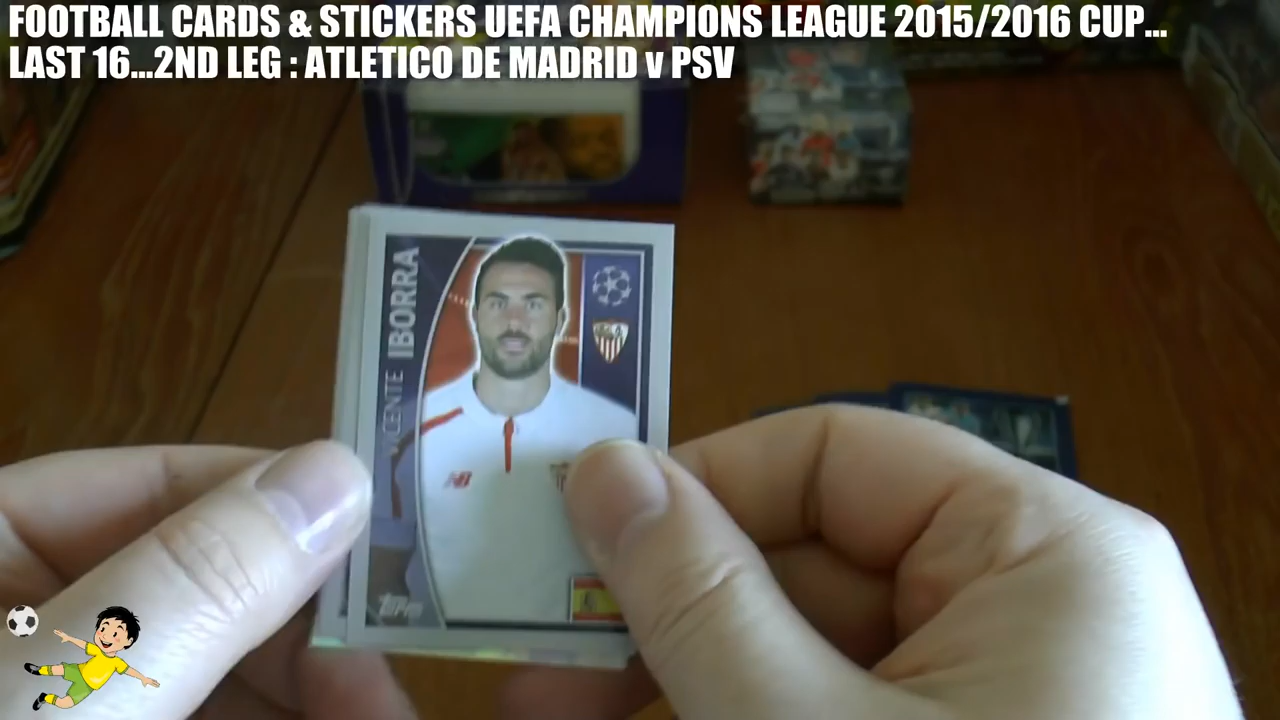 FOOTBALL CARDS & STICKERS UEFA CHAMPIONS LEAGUE 2015/2016 CUP...
LAST 16...2ND LEG : ATLETICO DE MADRID v PSV
VICENTE IBORRA
Topps